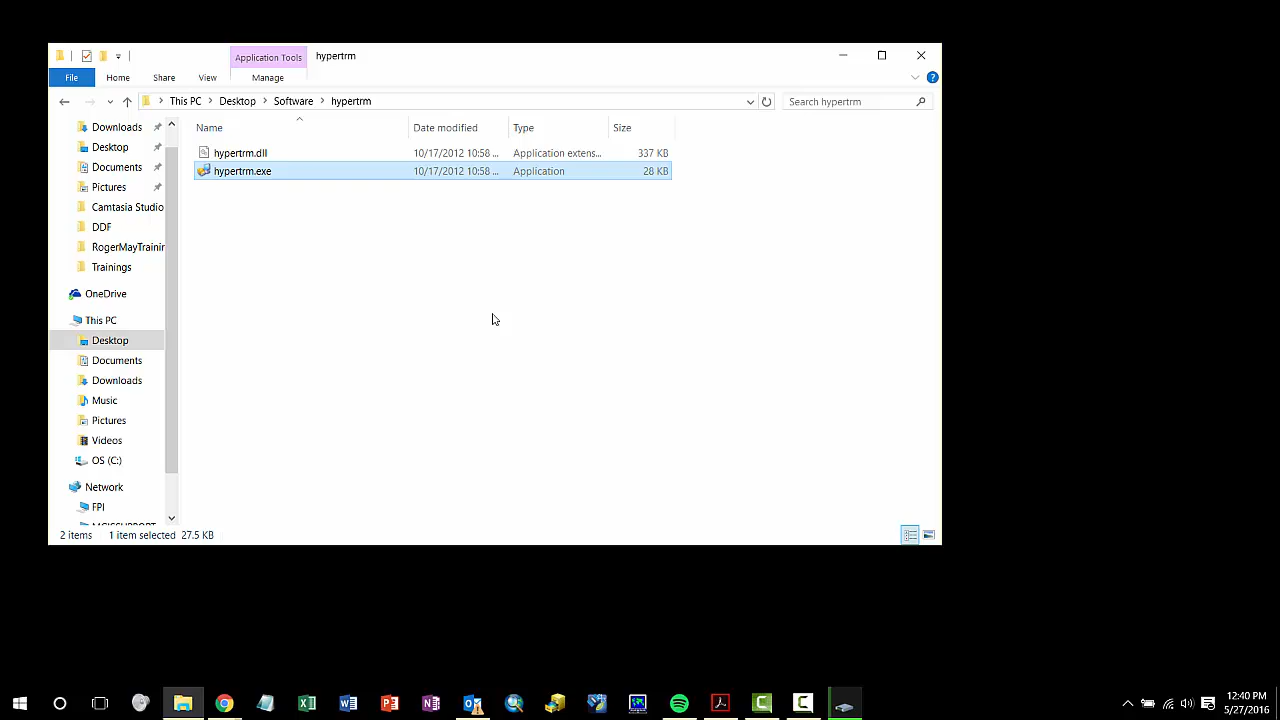 Application Tools
hypertrm
File
Home
Share
View
Manage
This PC
Desktop
Software
hypertrm
Search hypertrm
Name
Date modified
Type
Size
hypertrm.dll
10/17/2012 10:58 ...
Application extens...
337 KB
hypertrm.exe
10/17/2012 10:58 ...
Application
28 KB
Downloads
Desktop
Documents
Pictures
Camtasia Studio
DDF
RogerMayTrainin
Trainings
OneDrive
This PC
Desktop
Documents
Downloads
Music
Pictures
Videos
OS (C:)
Network
FPI
2 items
1 item selected 27.5 KB
12:40 PM
5/27/2016